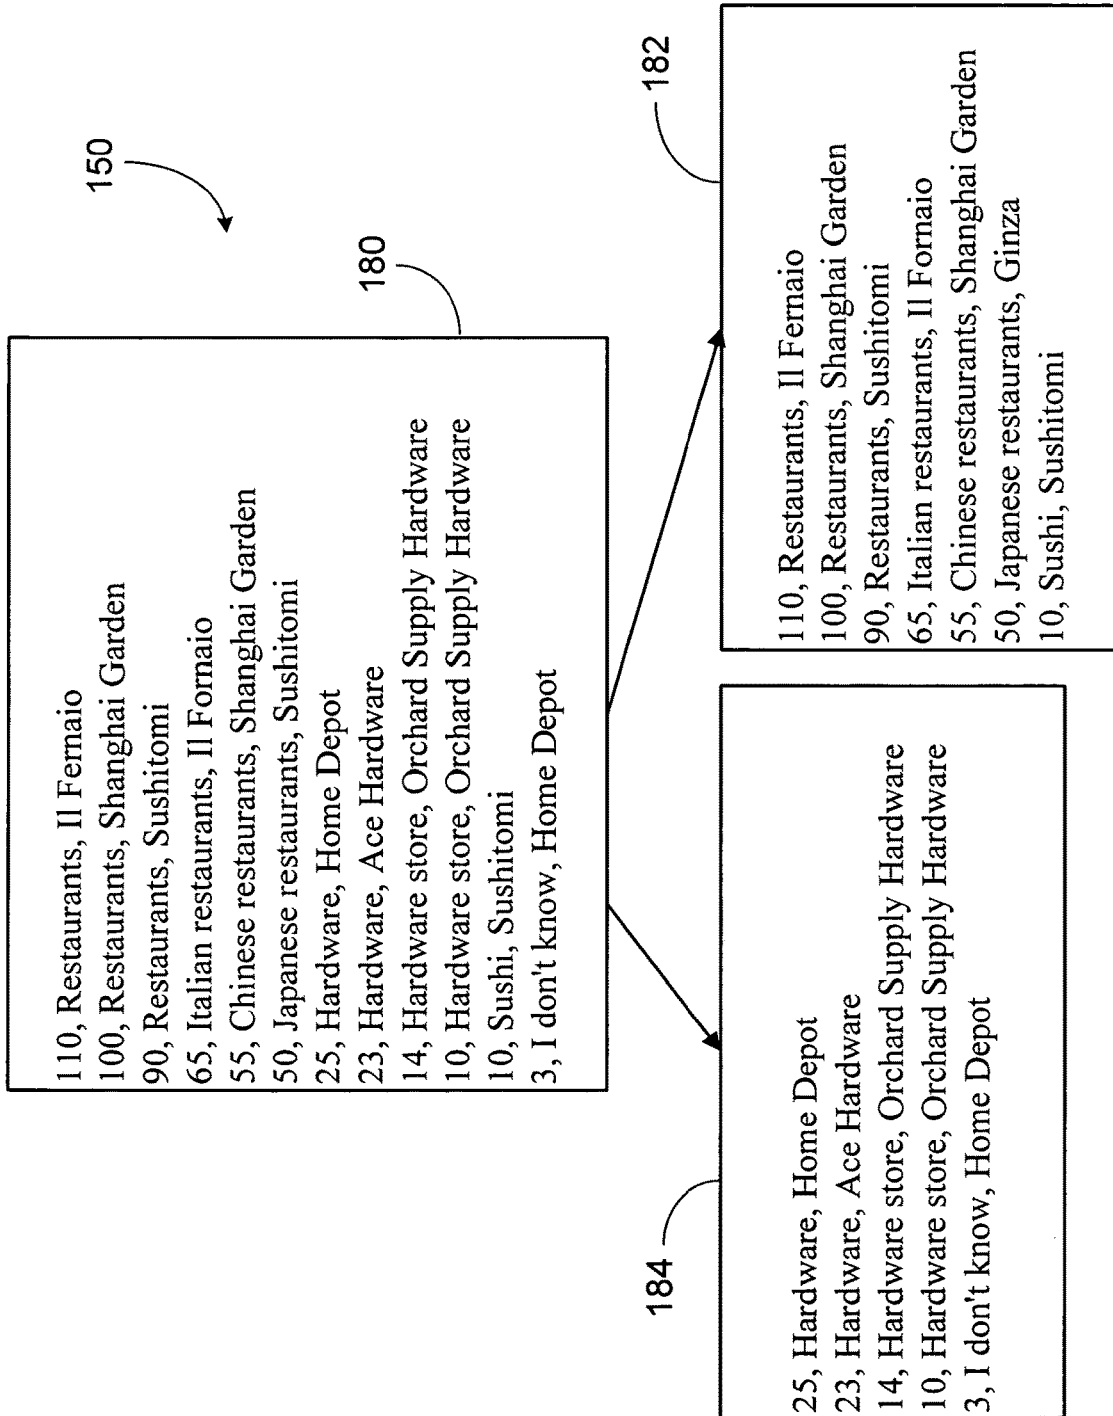 150
180
110, Restaurants, Il Fernaio
100, Restaurants, Shanghai Garden
90, Restaurants, Sushitomi
65, Italian restaurants, Il Fornaio
55, Chinese restaurants, Shanghai Garden
50, Japanese restaurants, Sushitomi
25, Hardware, Home Depot
23, Hardware, Ace Hardware
14, Hardware store, Orchard Supply Hardware
10, Hardware store, Orchard Supply Hardware
10, Sushi, Sushitomi
3, I don't know, Home Depot
184
25, Hardware, Home Depot
23, Hardware, Ace Hardware
14, Hardware store, Orchard Supply Hardware
10, Hardware store, Orchard Supply Hardware
3, I don't know, Home Depot
182
110, Restaurants, Il Fernaio
100, Restaurants, Shanghai Garden
90, Restaurants, Sushitomi
65, Italian restaurants, Il Fornaio
55, Chinese restaurants, Shanghai Garden
50, Japanese restaurants, Ginza
10, Sushi, Sushitomi